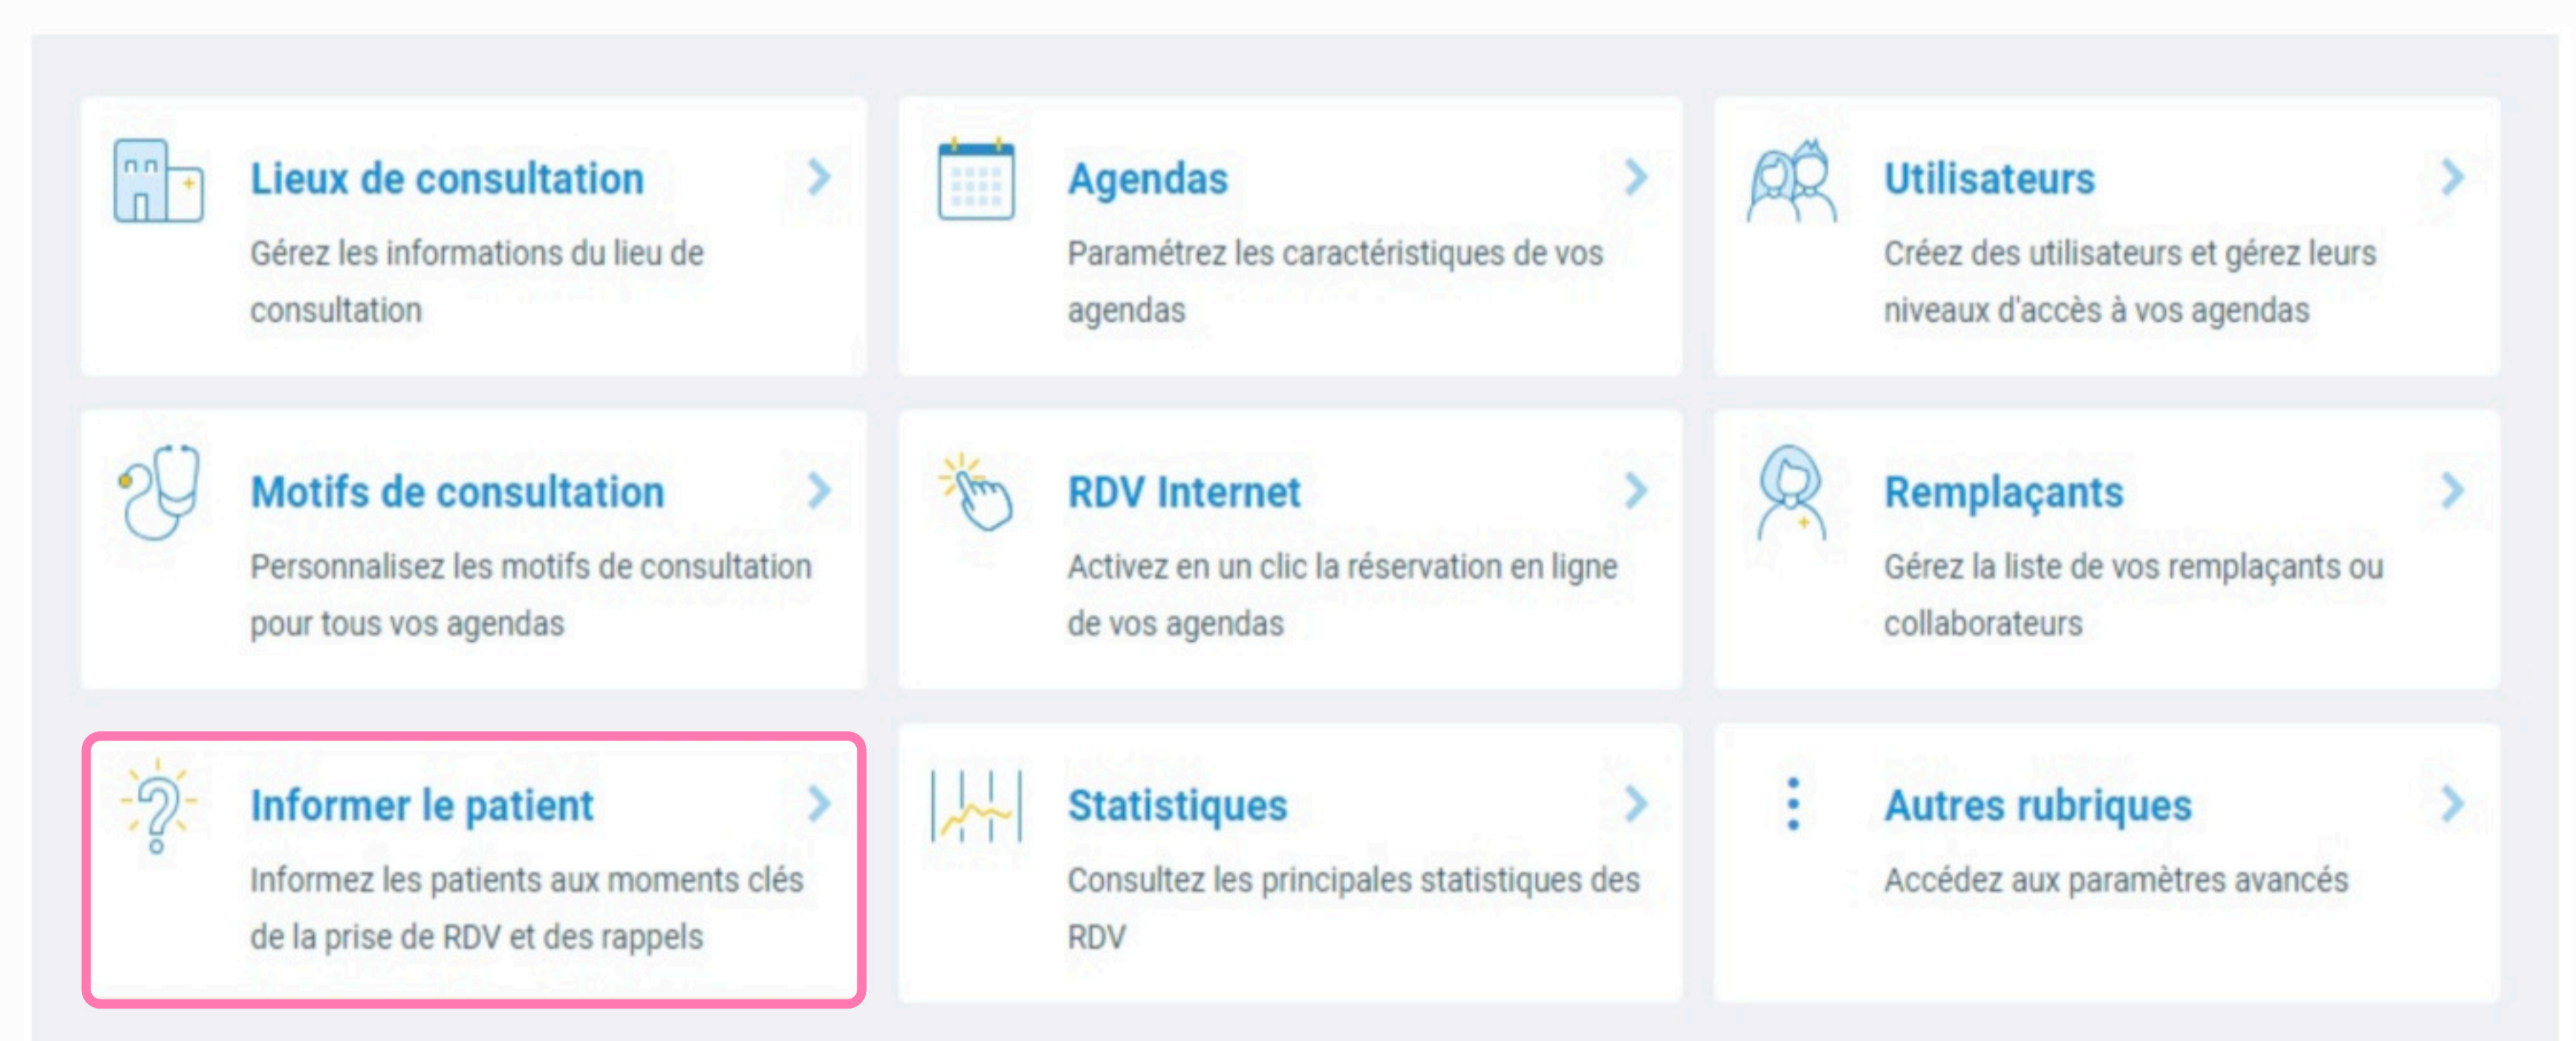 Lieux de consultation
Gérez les informations du lieu de
consultation
Agendas
Paramétrez les caractéristiques de vos
agendas
Utilisateurs
Créez des utilisateurs et gérez leurs
niveaux d'accès à vos agendas
Motifs de consultation
Personnalisez les motifs de consultation
pour tous vos agendas
RDV Internet
Activez en un clic la réservation en ligne
de vos agendas
Remplaçants
Gérez la liste de vos remplaçants ou
collaborateurs
Informer le patient
Informez les patients aux moments clés
de la prise de RDV et des rappels
Statistiques
Consultez les principales statistiques des
RDV
Autres rubriques
Accédez aux paramètres avancés